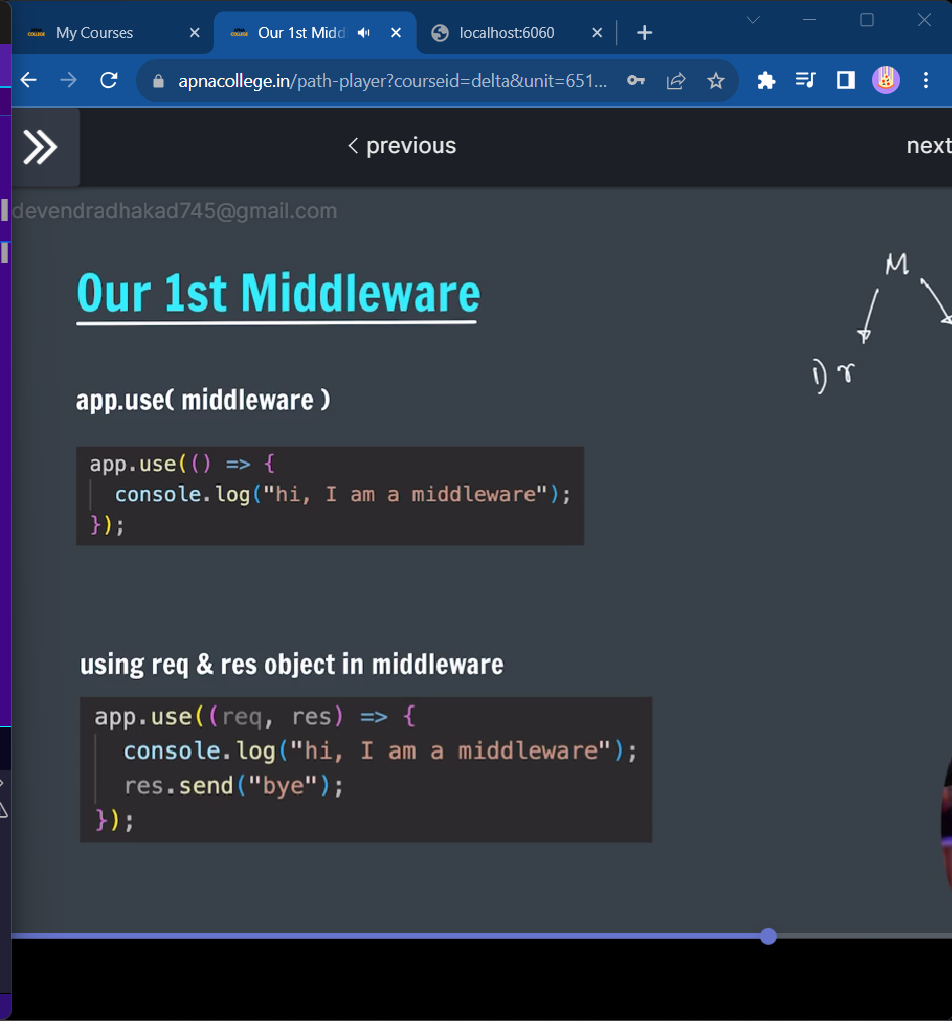 My Courses
Our 1st Midd
localhost:6060
apnacollege.in/path-player?courseid=delta&unit=651...
< previous
next
devendradhakad745@gmail.com
Our 1st Middleware
M
1) r
app.use( middleware )
app.use(() => {
console.log("hi, I am a middleware");
});
using req & res object in middleware
app.use((req, res) => {
console.log("hi, I am a middleware");
res.send("bye");
});